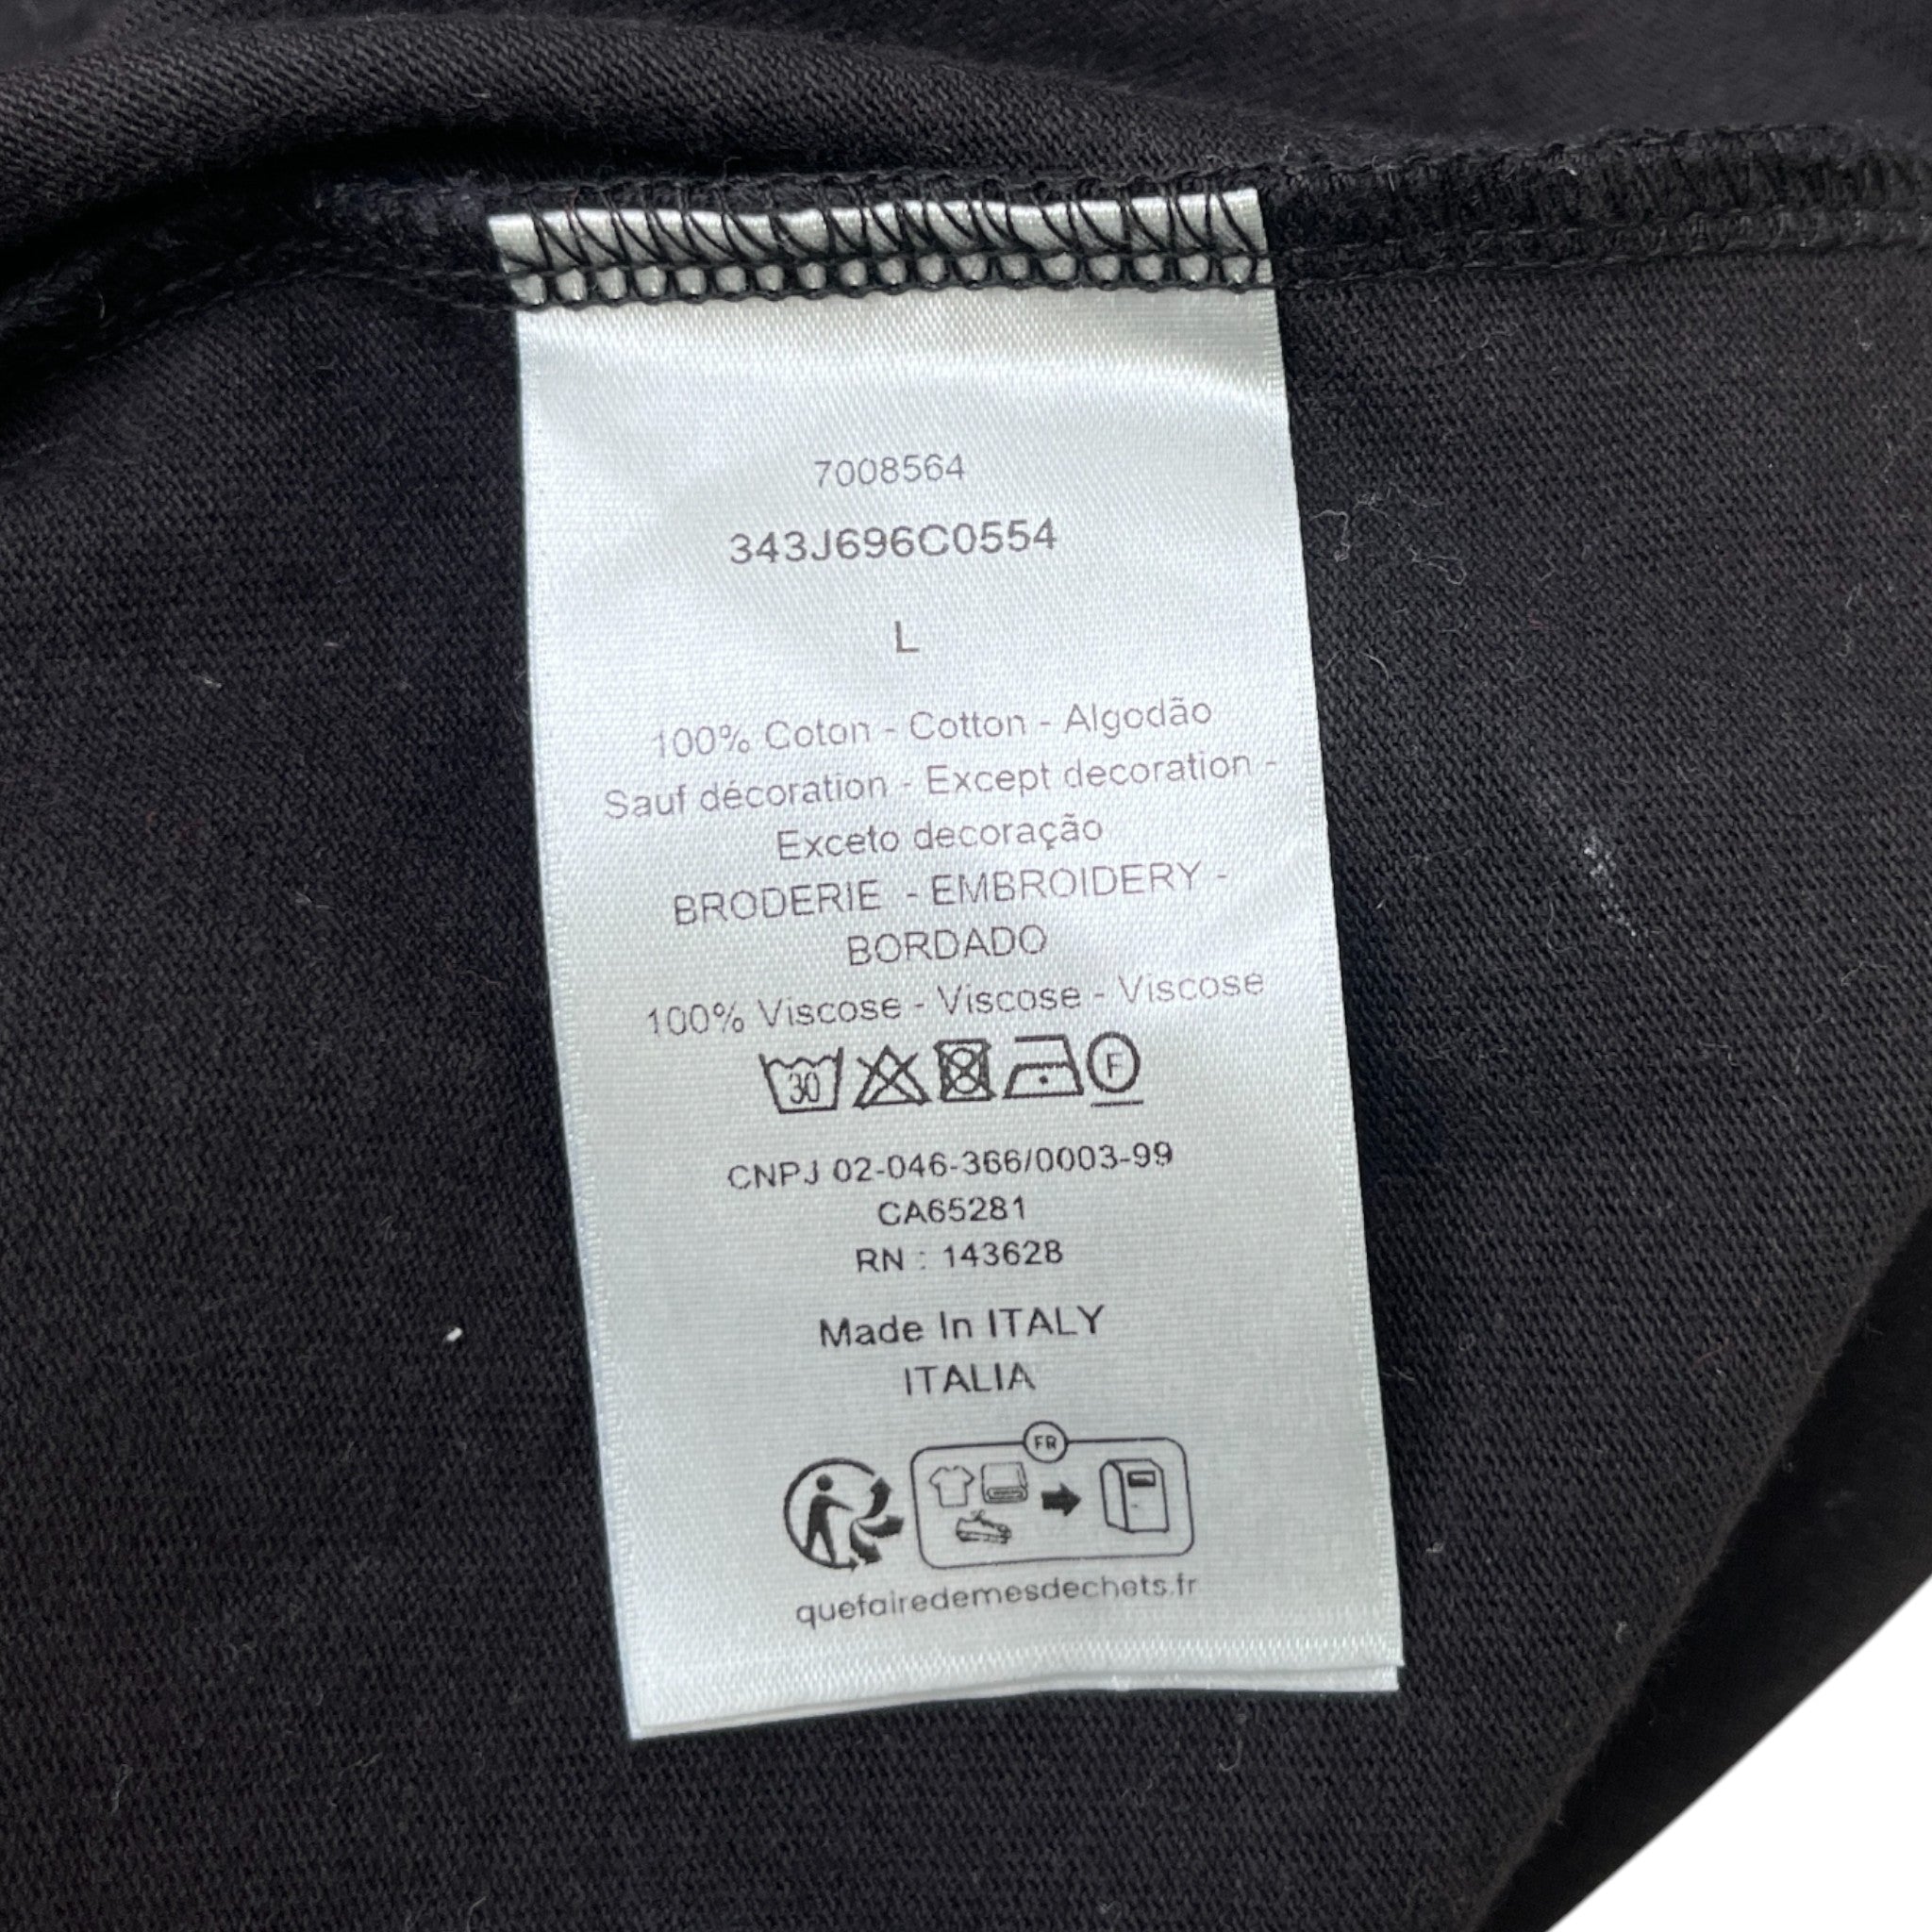 7008564
343J696C0554
L
100% Coton - Cotton - Algodão
Sauf décoration - Except decoration -
Exceto decoração
BRODERIE - EMBROIDERY -
BORDADO
100% Viscose - Viscose - Viscose
30 F
CNPJ 02-046-366/0003-99
CA65281
RN : 143628
Made In ITALY
ITALIA
FR
quefairedemesdechets.fr